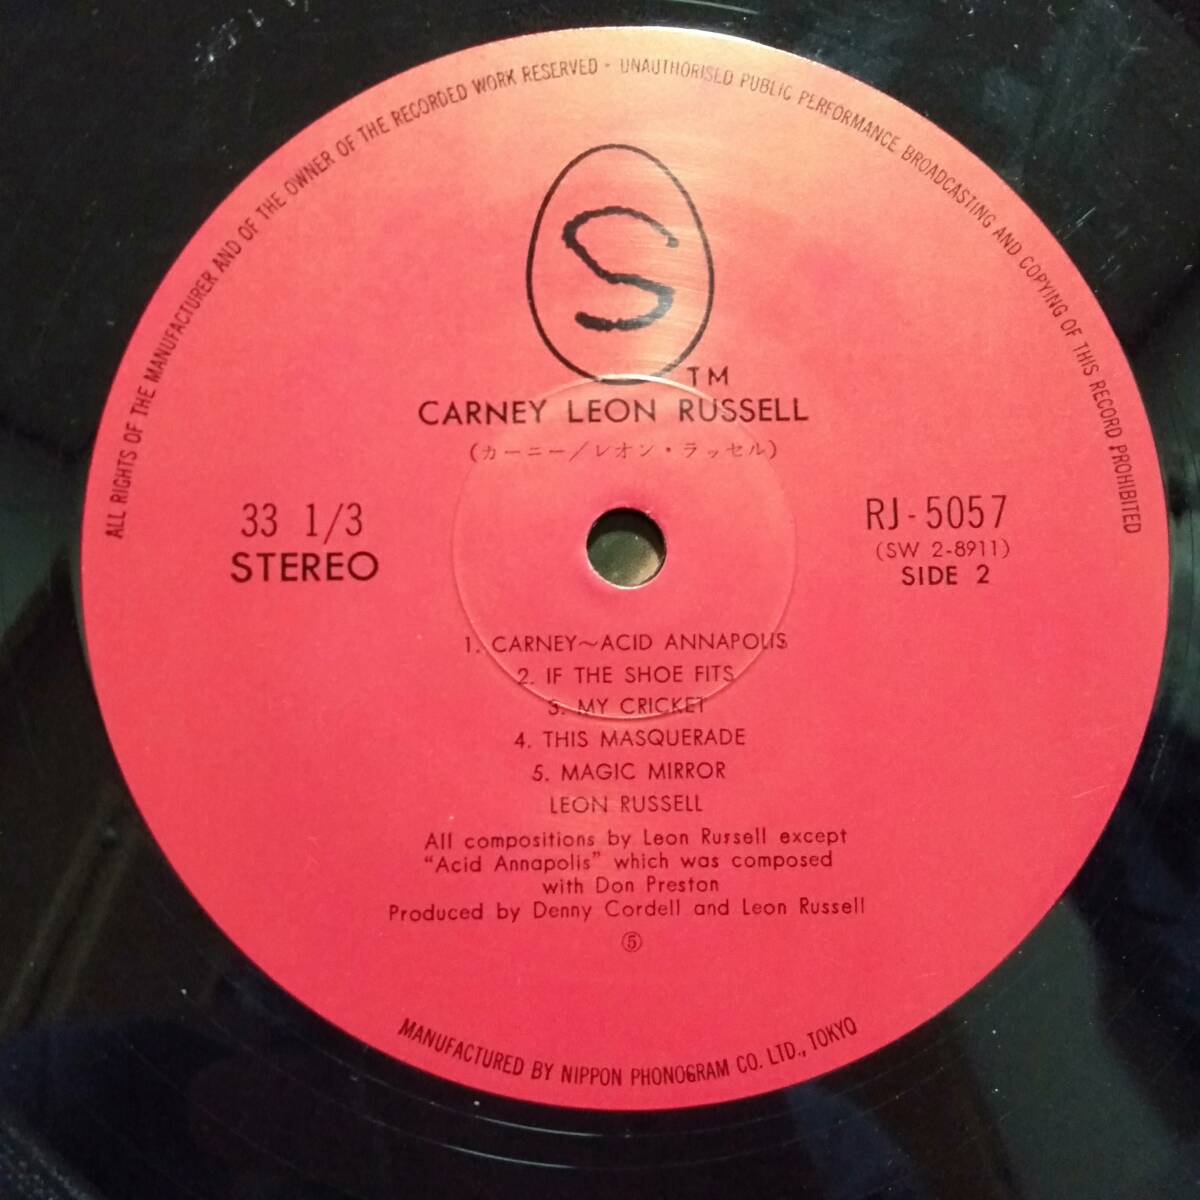 ALL RIGHTS OF THE MANUFACTURER AND OF THE OWNER OF THE RECORDED WORK RESERVED - UNAUTHORISED PUBLIC PERFORMANCE BROADCASTING AND COPYING OF THIS RECORD PROHIBITED
S
TM
CARNEY LEON RUSSELL
(カーニー/レオン・ラッセル)
33 1/3
STEREO
RJ-5057
(SW 2-8911)
SIDE 2
1. CARNEY~ACID ANNAPOLIS
2. IF THE SHOE FITS
3. MY CRICKET
4. THIS MASQUERADE
5. MAGIC MIRROR
LEON RUSSELL
All compositions by Leon Russell except
"Acid Annapolis" which was composed
with Don Preston
Produced by Denny Cordell and Leon Russell
⑤
MANUFACTURED BY NIPPON PHONOGRAM CO. LTD., TOKYO